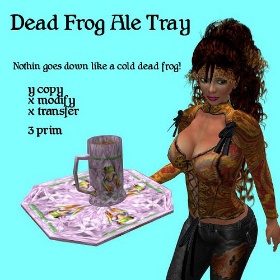 Dead Frog Ale Tray
Nothin goes down like a cold dead frog!
y copy
x modify
x transfer
3 prim